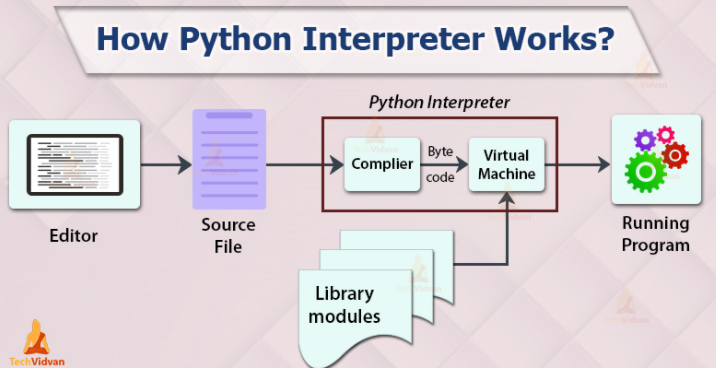 How Python Interpreter Works?
Python Interpreter
Complier
Byte
code
Virtual
Machine
Editor
Source
File
Running
Program
Library
modules
TechVidvan